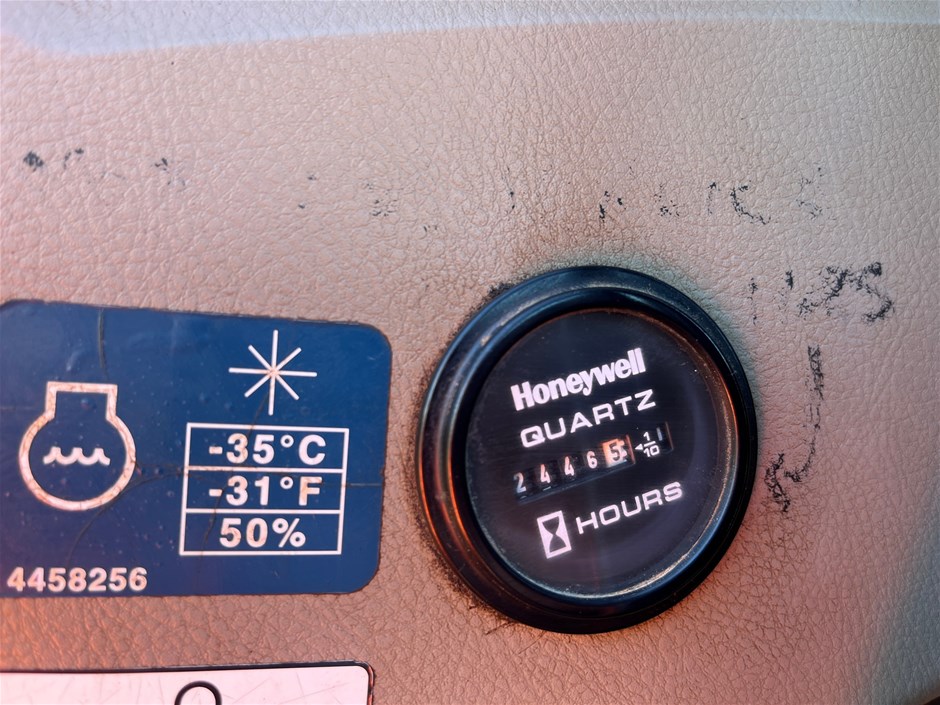 -35°C
-31°F
50%
4458256
Honeywell
QUARTZ
24465 1/10
HOURS